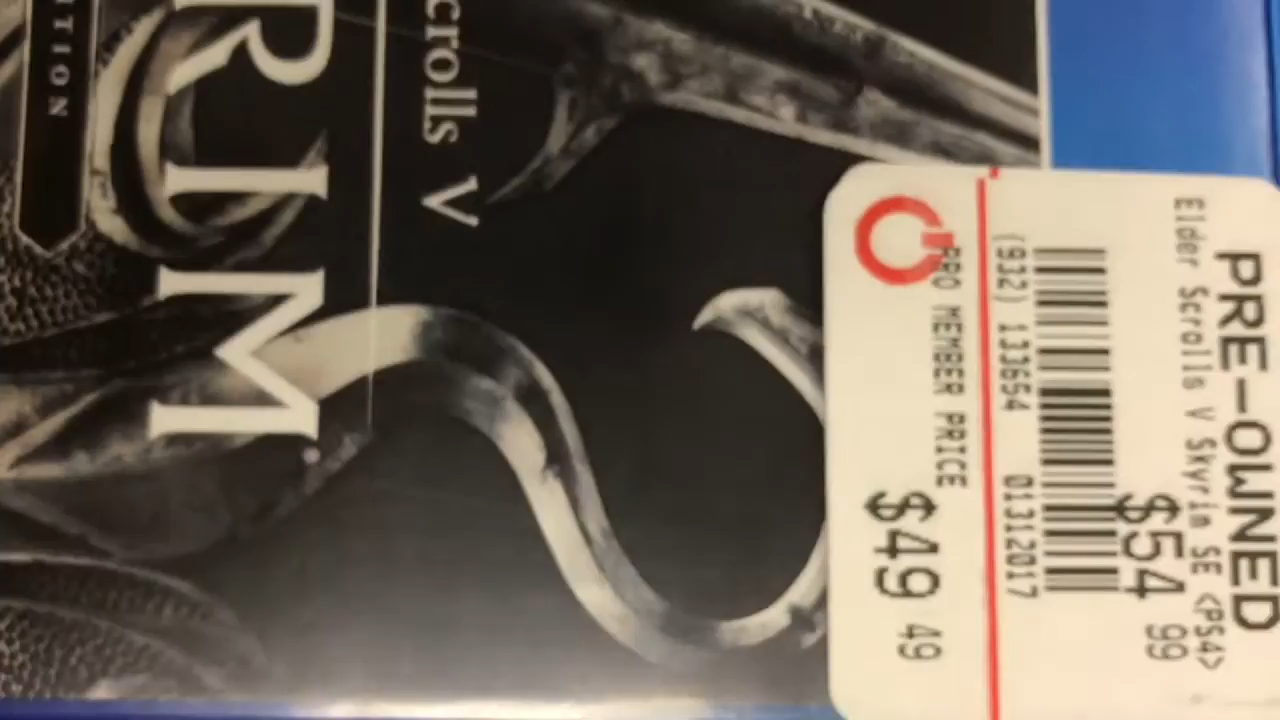 crolls V
RIM
ITION
PRE-OWNED
Elder Scrolls V Skyrim SE <PS4>
$54 99
(932) 133654 01312017
PRO MEMBER PRICE
$49 49